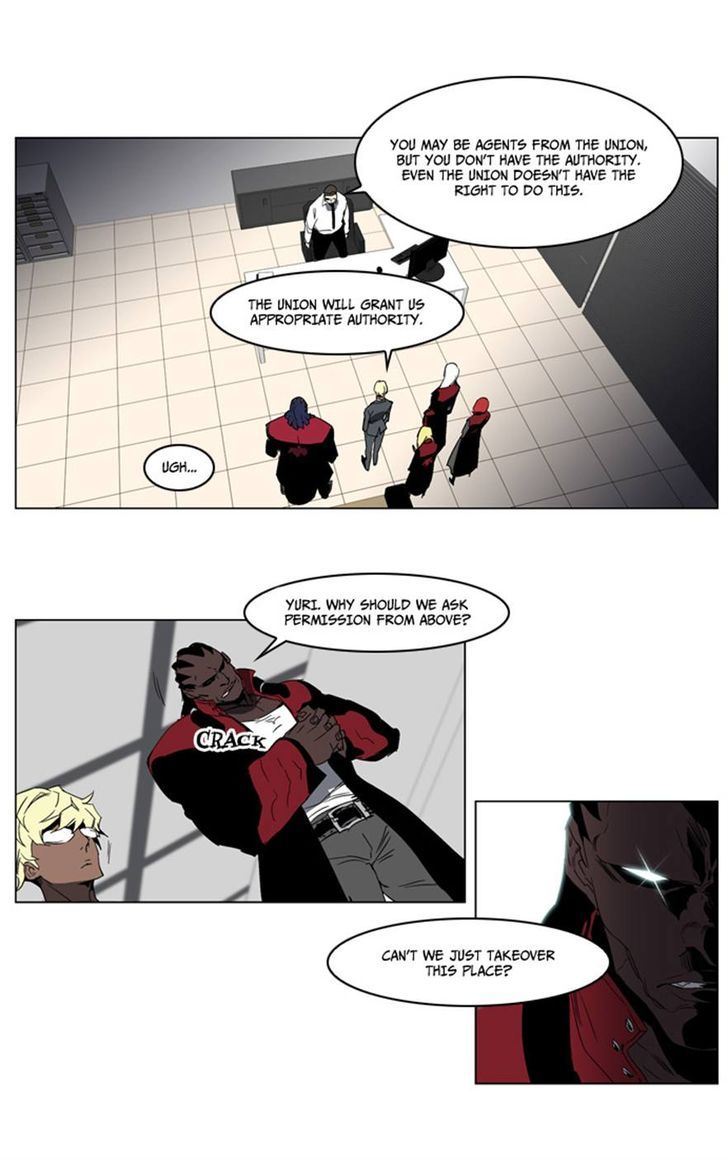 YOU MAY BE AGENTS FROM THE UNION,
BUT YOU DON'T HAVE THE AUTHORITY.
EVEN THE UNION DOESN'T HAVE THE
RIGHT TO DO THIS.
THE UNION WILL GRANT US
APPROPRIATE AUTHORITY.
UGH...
YURI. WHY SHOULD WE ASK
PERMISSION FROM ABOVE?
CRACK
CAN'T WE JUST TAKEOVER
THIS PLACE?